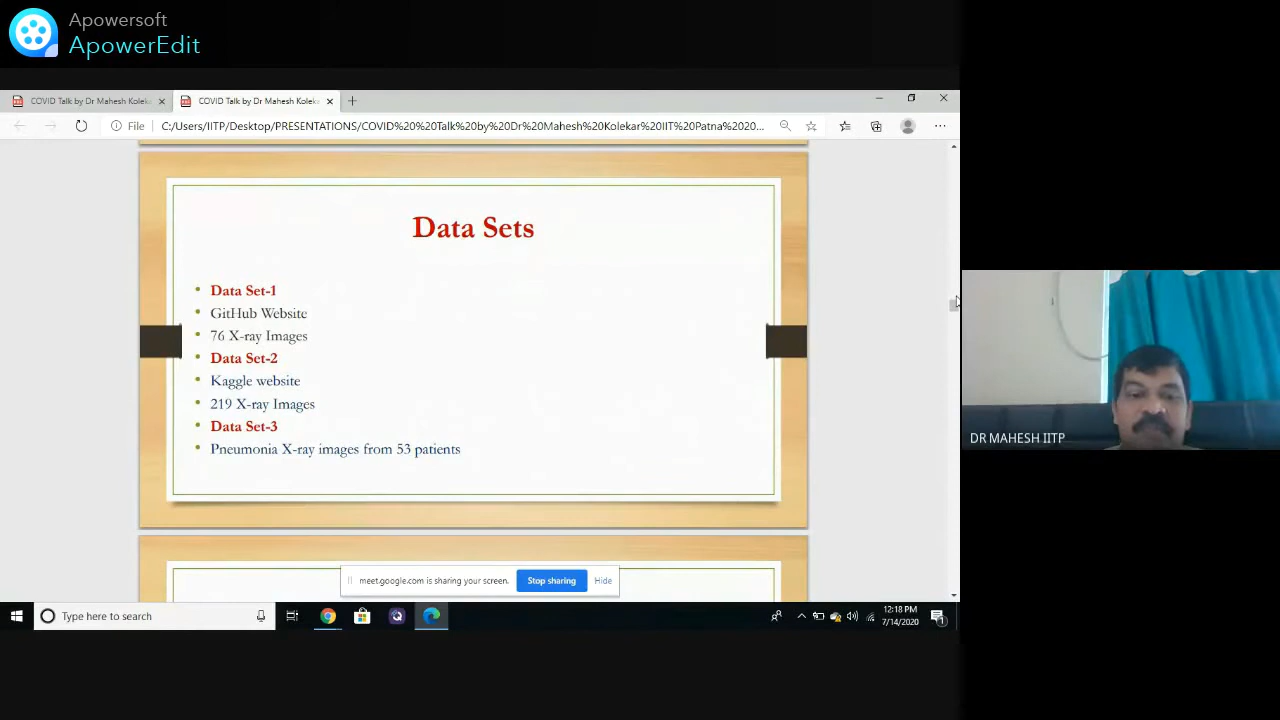 Apowersoft
ApowerEdit
COVID Talk by Dr Mahesh Koleka
COVID Talk by Dr Mahesh Koleka
File
C:/Users/IITP/Desktop/PRESENTATIONS/COVID%20%20Talk%20by%20Dr%20Mahesh%20Kolekar%20IIT%20Patna%2020...
Data Sets
• Data Set-1
• GitHub Website
• 76 X-ray Images
• Data Set-2
• Kaggle website
• 219 X-ray Images
• Data Set-3
• Pneumonia X-ray images from 53 patients
DR MAHESH IITP
meet.google.com is sharing your screen.
Stop sharing
Hide
Type here to search
12:18 PM
7/14/2020
1